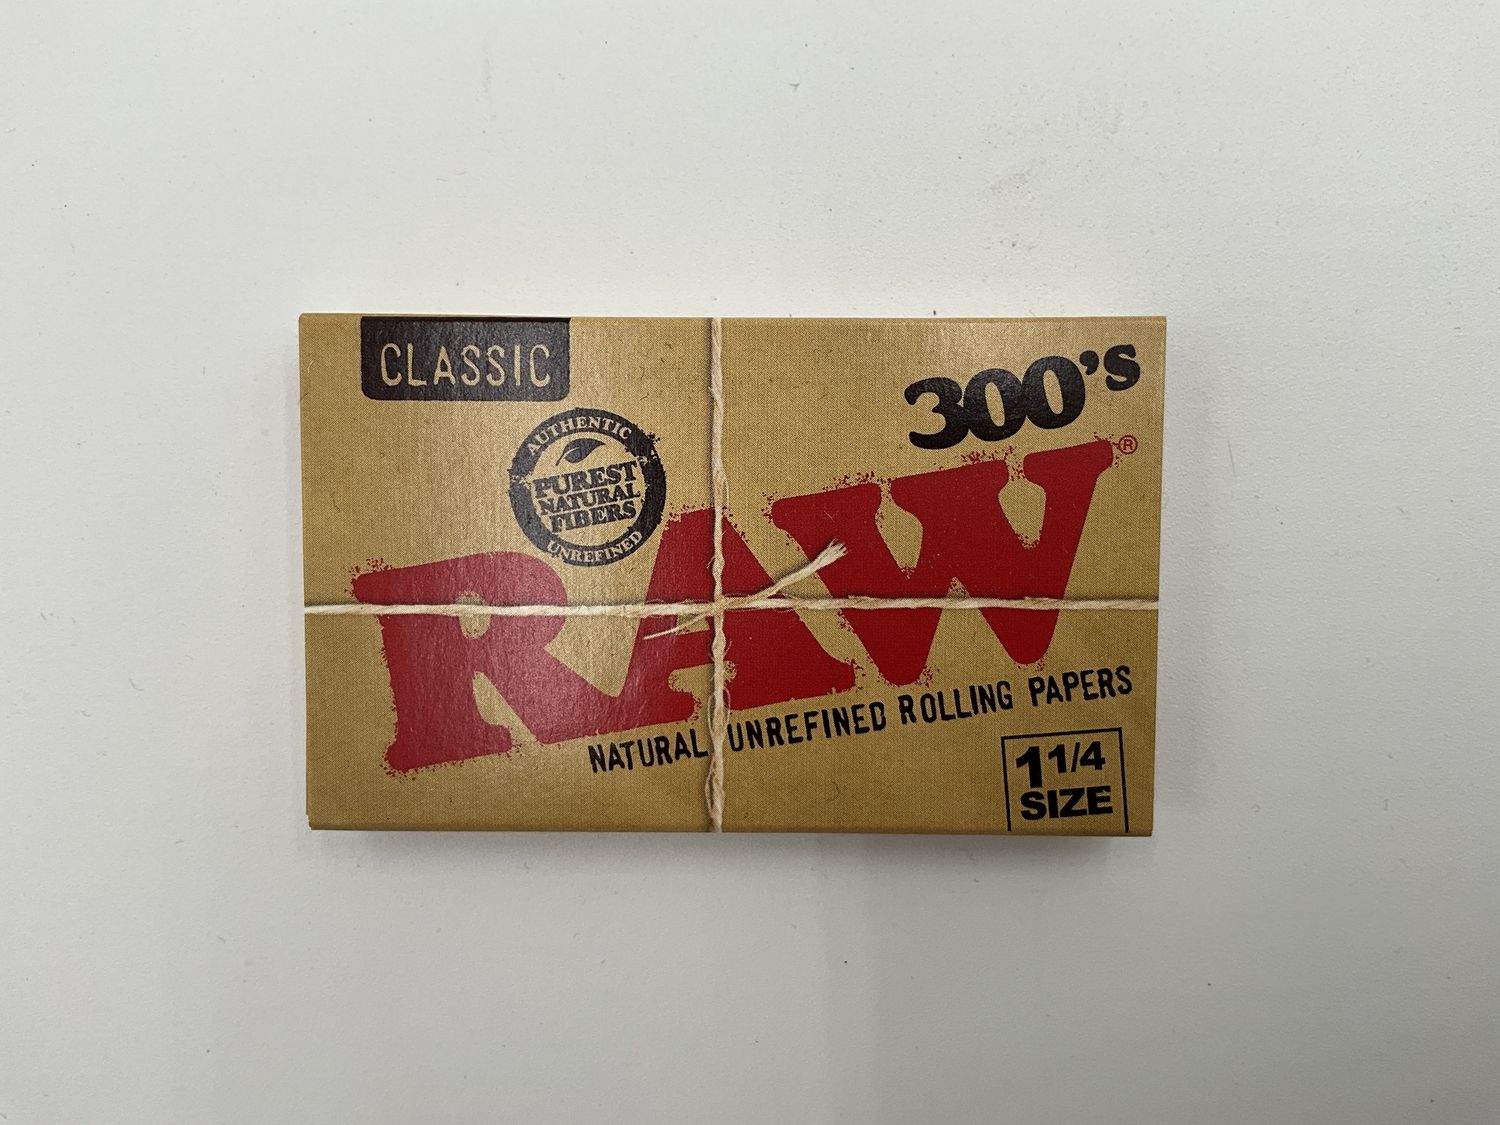 CLASSIC
300's
AUTHENTIC
PUREST
NATURAL
FIBERS
UNREFINED
RAW®
NATURAL UNREFINED ROLLING PAPERS
1 1/4
SIZE